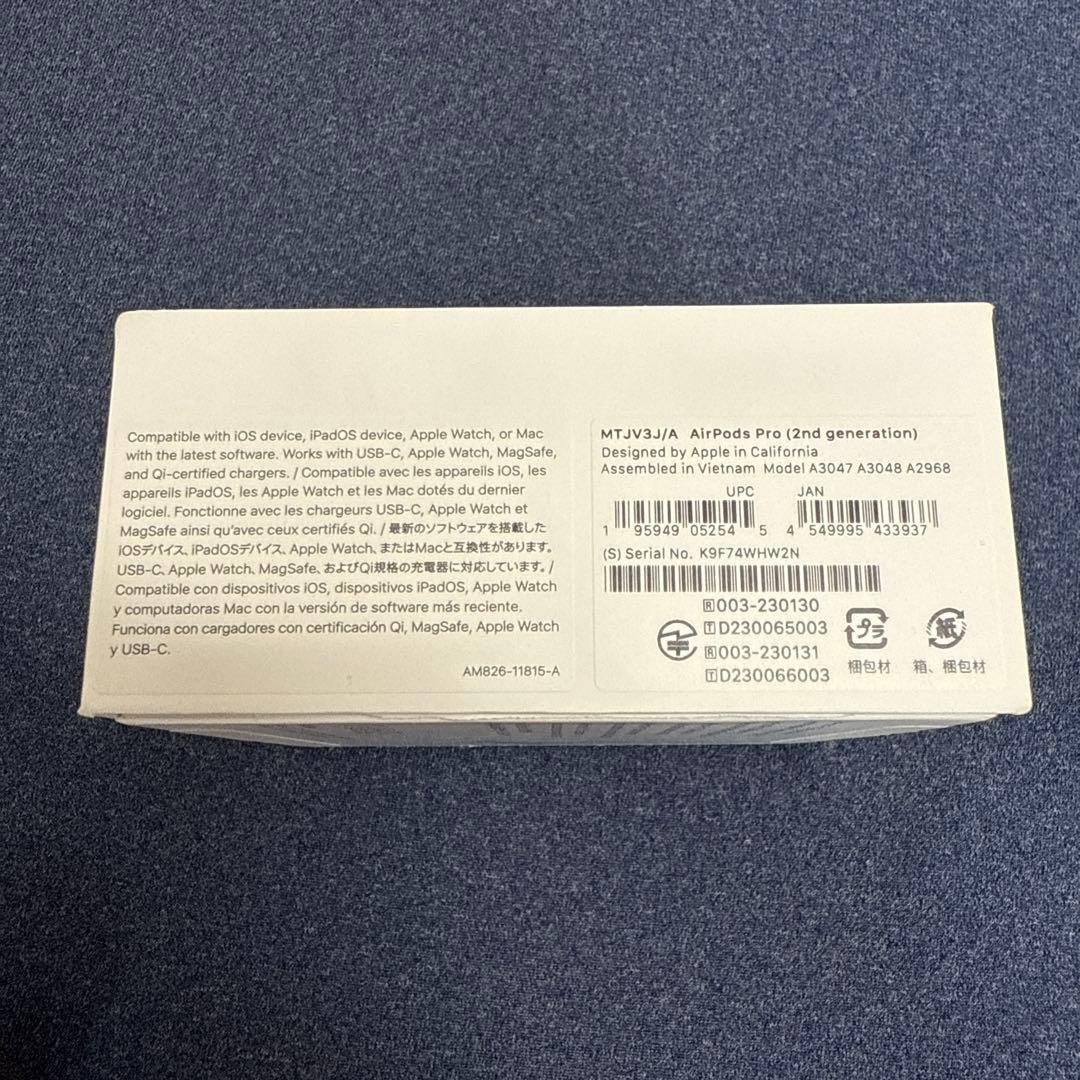 Compatible with iOS device, iPadOS device, Apple Watch, or Mac
with the latest software. Works with USB-C, Apple Watch, MagSafe,
and Qi-certified chargers. / Compatible avec les appareils iOS, les
appareils iPadOS, les Apple Watch et les Mac dotés du dernier
logiciel. Fonctionne avec les chargeurs USB-C, Apple Watch et
MagSafe ainsi qu'avec ceux certifiés Qi. / 最新のソフトウェアを搭載した
iOSデバイス、iPadOSデバイス、Apple Watch、またはMacと互換性があります。
USB-C、Apple Watch、MagSafe、およびQi規格の充電器に対応しています。/
Compatible con dispositivos iOS, dispositivos iPadOS, Apple Watch
y computadoras Mac con la versión de software más reciente.
Funciona con cargadores con certificación Qi, MagSafe, Apple Watch
y USB-C.
AM826-11815-A
MTJV3J/A AirPods Pro (2nd generation)
Designed by Apple in California
Assembled in Vietnam Model A3047 A3048 A2968
UPC JAN
1 95949 05254 5 4 549995 433937
(S) Serial No. K9F74WHW2N
R 003-230130
T D230065003
R 003-230131
T D230066003
プラ
梱包材
紙
箱、梱包材